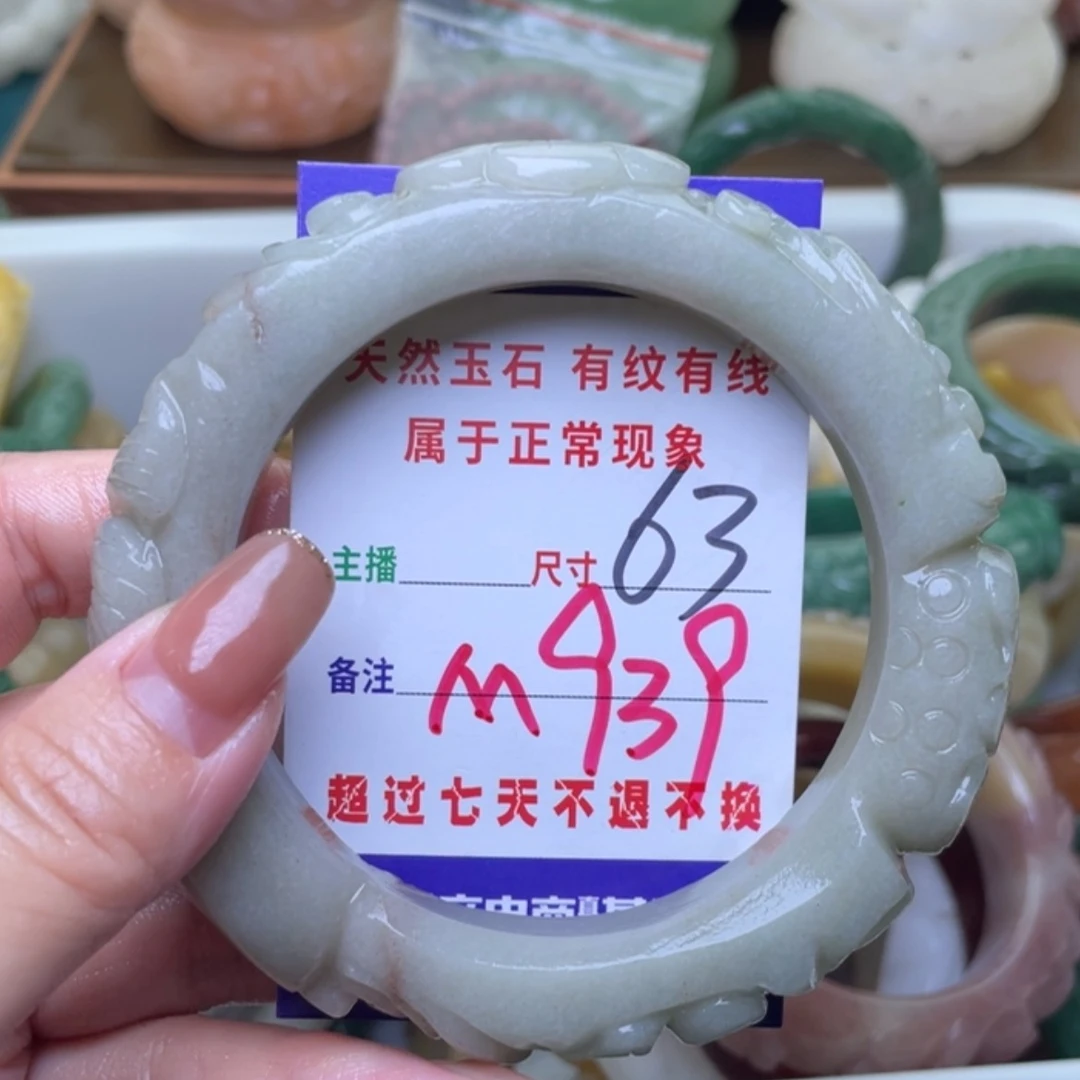 天然玉石 有纹有线
属于正常现象
主播 尺寸 63
备注 M939
超过七天不退不换